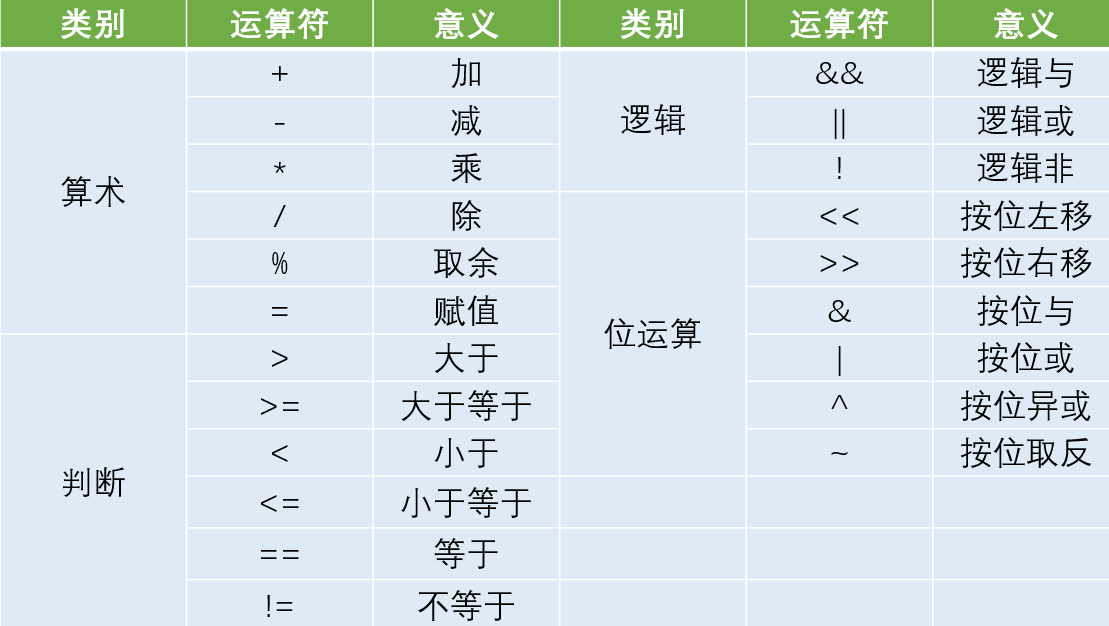 类别 运算符 意义 类别 运算符 意义
算术 + 加 逻辑 && 逻辑与
- 减 || 逻辑或
* 乘 ! 逻辑非
/ 除 位运算 << 按位左移
% 取余 >> 按位右移
= 赋值 & 按位与
判断 > 大于 | 按位或
>= 大于等于 ^ 按位异或
< 小于 ~ 按位取反
<= 小于等于
== 等于
!= 不等于